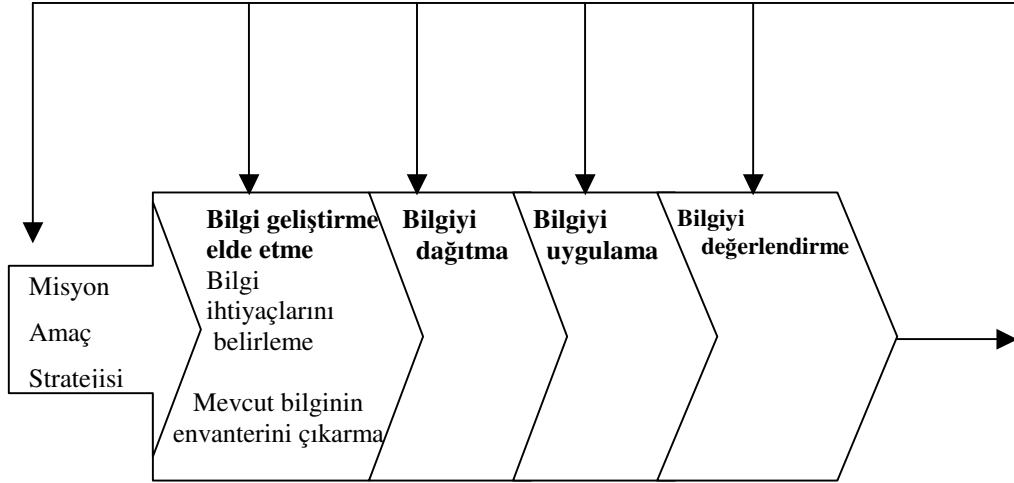 Misyon
Amaç
Stratejisi
Bilgi geliştirme
elde etme
Bilgi
ihtiyaçlarını
belirleme
Mevcut bilginin
envanterini çıkarma
Bilgiyi
dağıtma
Bilgiyi
uygulama
Bilgiyi
değerlendirme